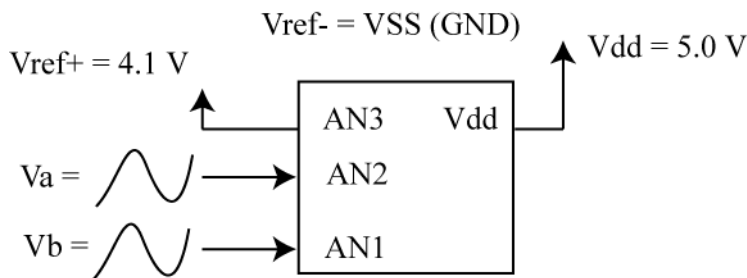 Vref- = VSS (GND)
Vref+ = 4.1 V
Vdd = 5.0 V
AN3 Vdd
Va = AN2
Vb = AN1